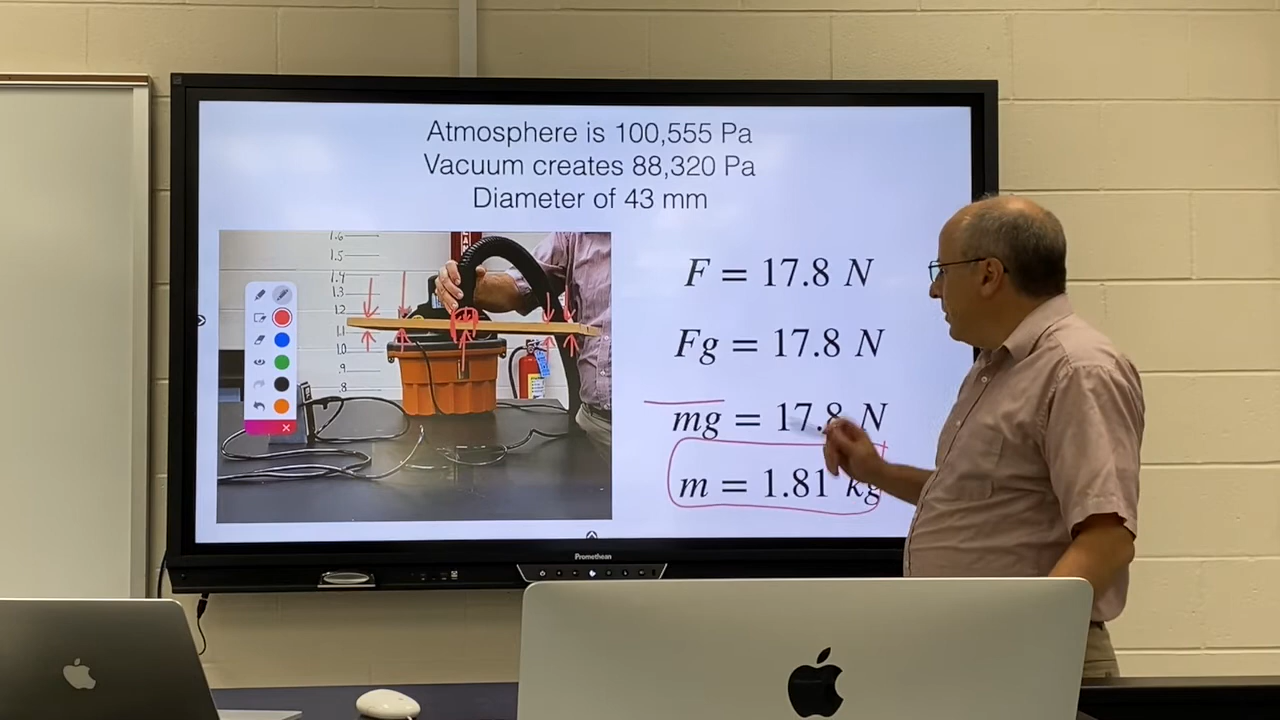 Atmosphere is 100,555 Pa
Vacuum creates 88,320 Pa
Diameter of 43 mm
1.6
1.5
1.4
1.3
1.2
1.1
1.0
.9
.8
F = 17.8 N
Fg = 17.8 N
mg = 17.8 N
m = 1.81 kg
Promethean